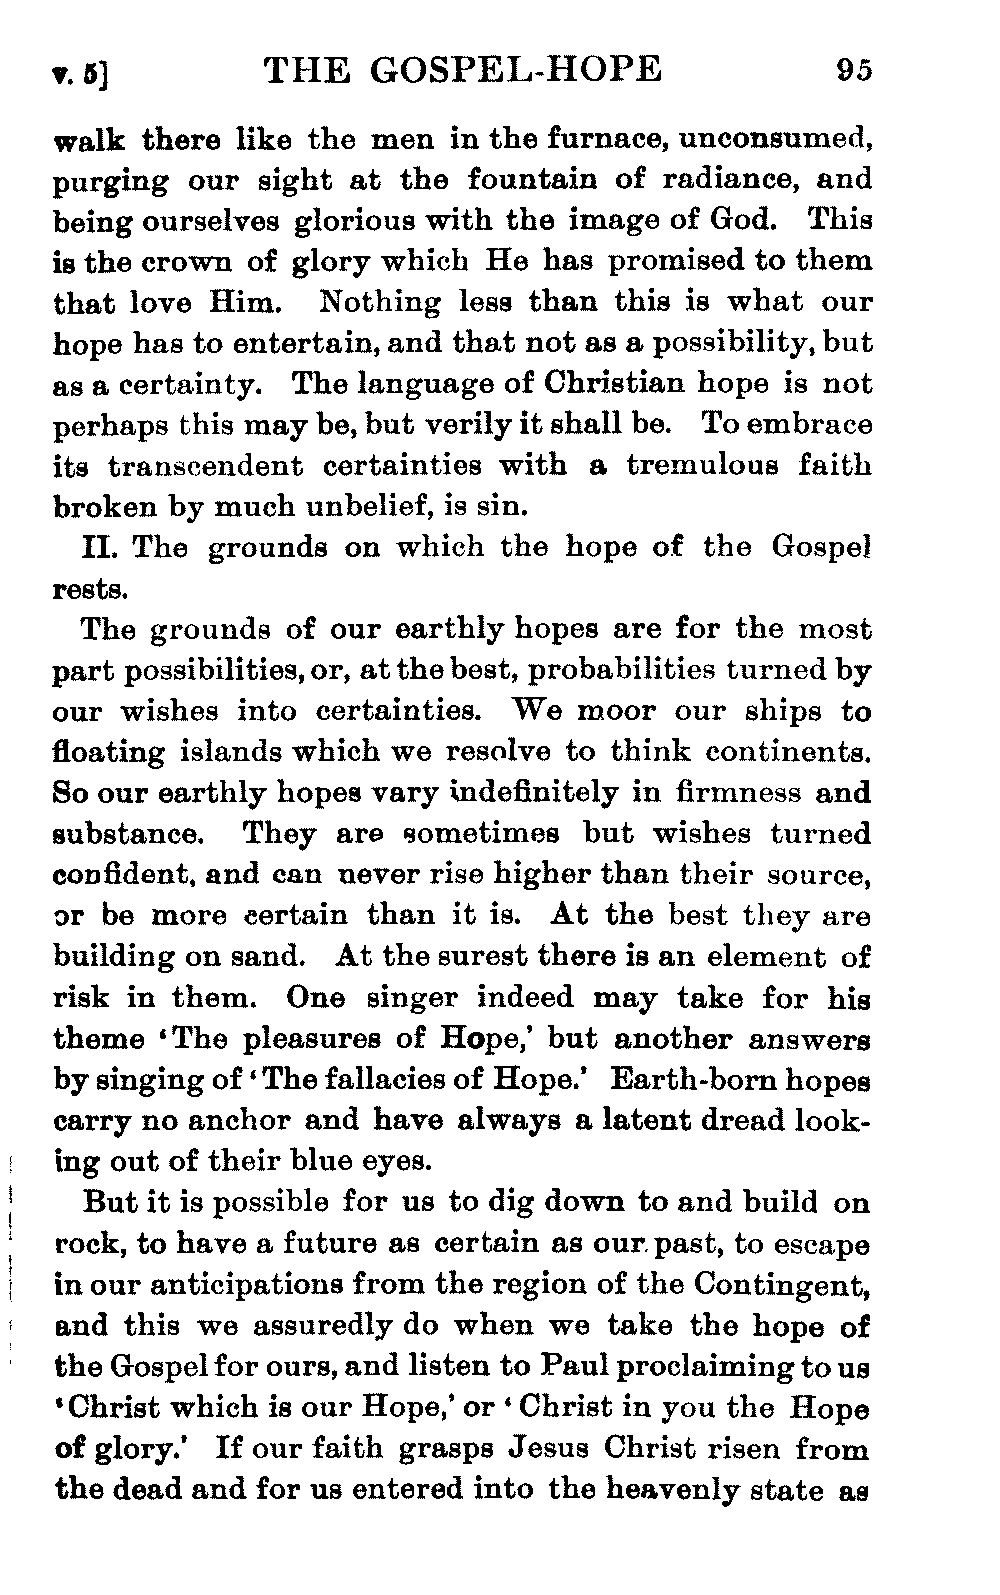 v. 5] THE GOSPEL-HOPE 95
walk there like the men in the furnace, unconsumed,
purging our sight at the fountain of radiance, and
being ourselves glorious with the image of God. This
is the crown of glory which He has promised to them
that love Him. Nothing less than this is what our
hope has to entertain, and that not as a possibility, but
as a certainty. The language of Christian hope is not
perhaps this may be, but verily it shall be. To embrace
its transcendent certainties with a tremulous faith
broken by much unbelief, is sin.
II. The grounds on which the hope of the Gospel
rests.
The grounds of our earthly hopes are for the most
part possibilities, or, at the best, probabilities turned by
our wishes into certainties. We moor our ships to
floating islands which we resolve to think continents.
So our earthly hopes vary indefinitely in firmness and
substance. They are sometimes but wishes turned
confident, and can never rise higher than their source,
or be more certain than it is. At the best they are
building on sand. At the surest there is an element of
risk in them. One singer indeed may take for his
theme ‘The pleasures of Hope,’ but another answers
by singing of ‘The fallacies of Hope.’ Earth-born hopes
carry no anchor and have always a latent dread look-
ing out of their blue eyes.
But it is possible for us to dig down to and build on
rock, to have a future as certain as our past, to escape
in our anticipations from the region of the Contingent,
and this we assuredly do when we take the hope of
the Gospel for ours, and listen to Paul proclaiming to us
‘Christ which is our Hope,’ or ‘Christ in you the Hope
of glory.’ If our faith grasps Jesus Christ risen from
the dead and for us entered into the heavenly state as